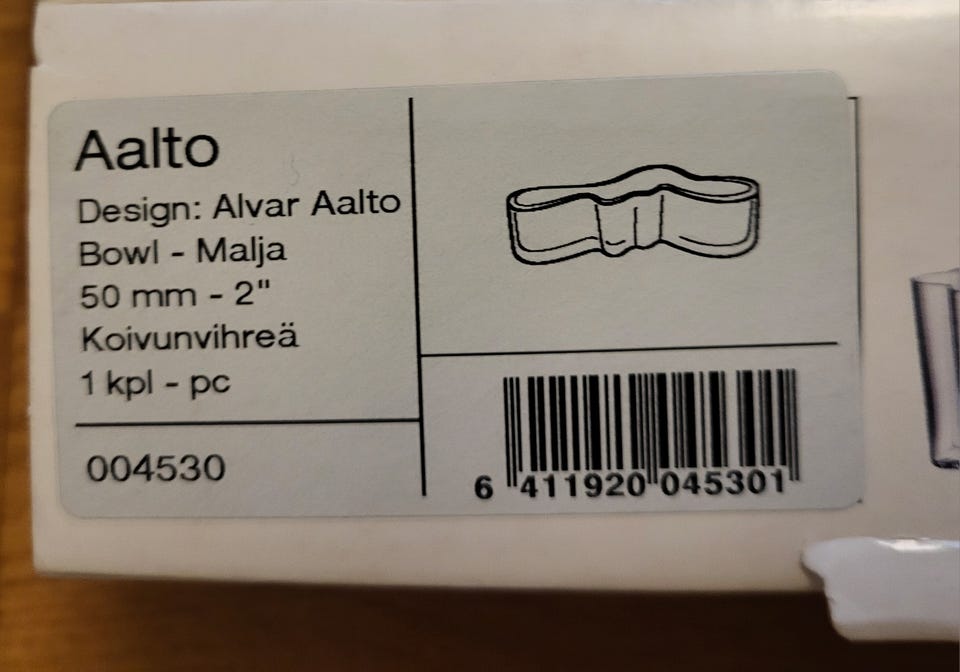 Aalto
Design: Alvar Aalto
Bowl - Malja
50 mm - 2"
Koivunvihreä
1 kpl - pc
004530
6 411920 045301